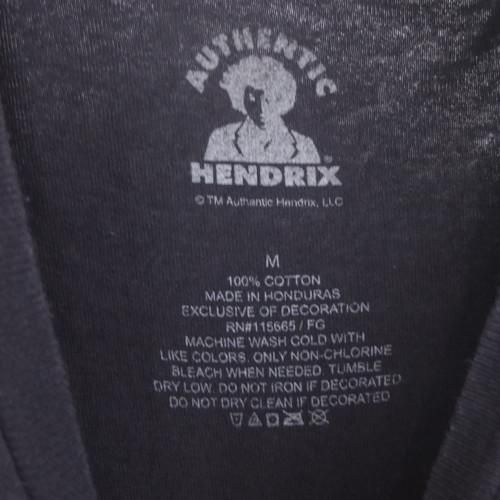 AUTHENTIC
HENDRIX®
© TM Authentic Hendrix, LLC
M
100% COTTON
MADE IN HONDURAS
EXCLUSIVE OF DECORATION
RN#115665 / FG
MACHINE WASH COLD WITH
LIKE COLORS. ONLY NON-CHLORINE
BLEACH WHEN NEEDED. TUMBLE
DRY LOW. DO NOT IRON IF DECORATED.
DO NOT DRY CLEAN IF DECORATED